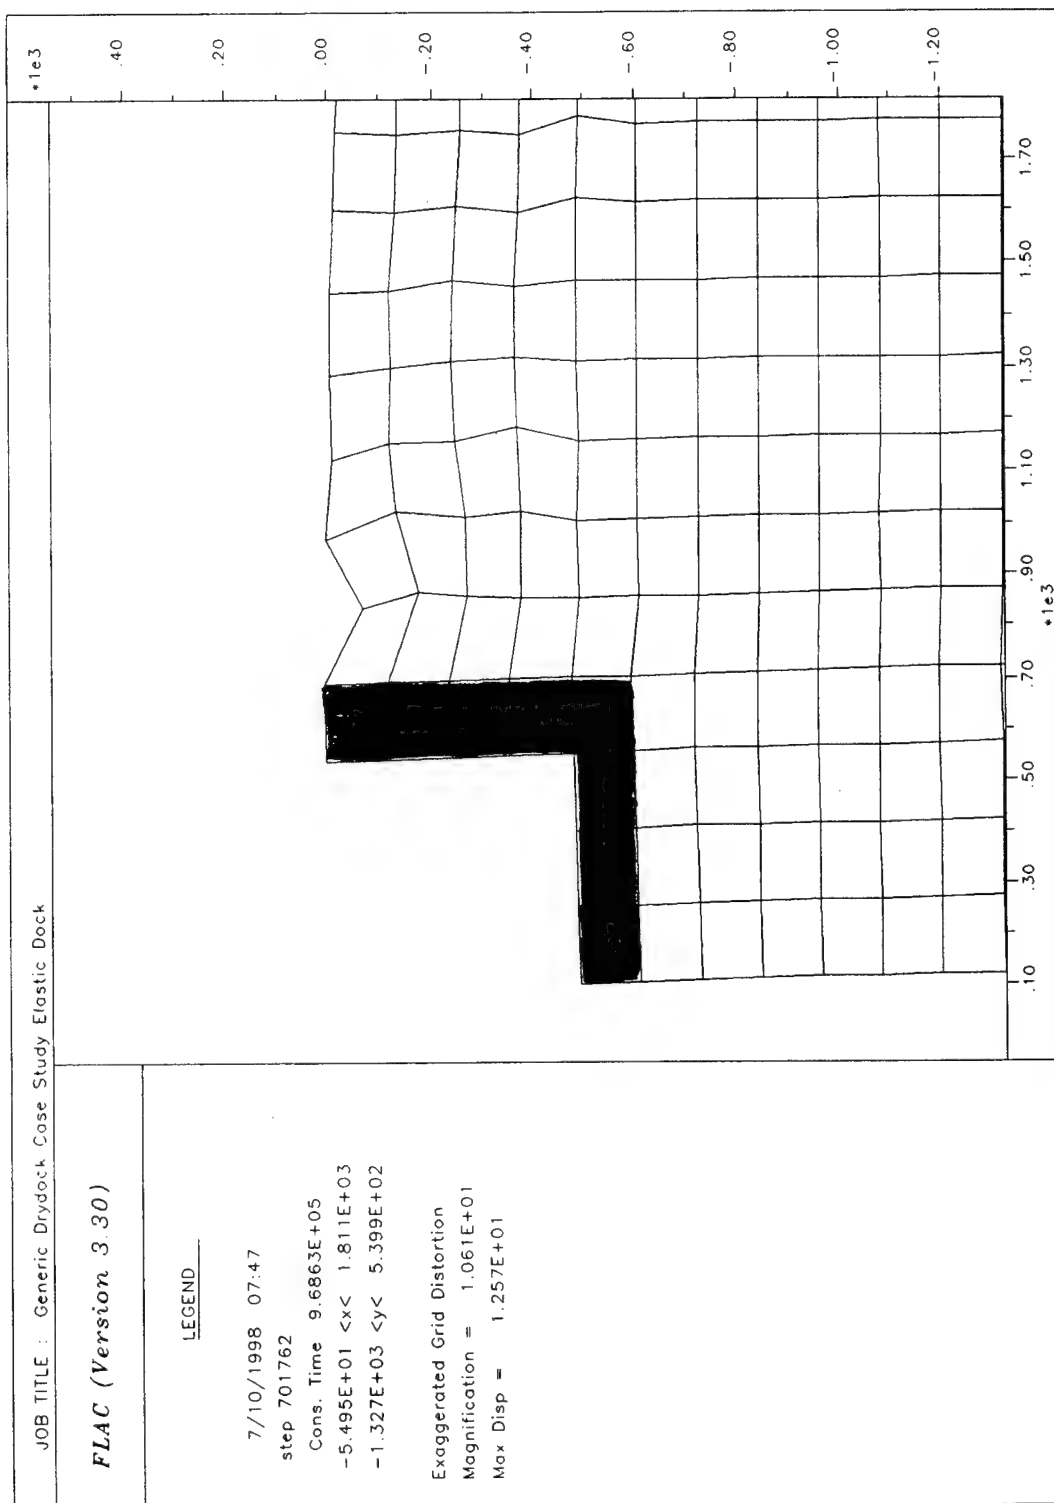 JOB TITLE : Generic Drydock Case Study Elastic Dock
FLAC (Version 3.30)
LEGEND
7/10/1998 07:47
step 701762
Cons. Time 9.6863E+05
-5.495E+01 <x< 1.811E+03
-1.327E+03 <y< 5.399E+02
Exaggerated Grid Distortion
Magnification = 1.061E+01
Max Disp = 1.257E+01
*1e3
.40
.20
.00
-.20
-.40
-.60
-.80
-1.00
-1.20
.10
.30
.50
.70
.90
1.10
1.30
1.50
1.70
*1e3